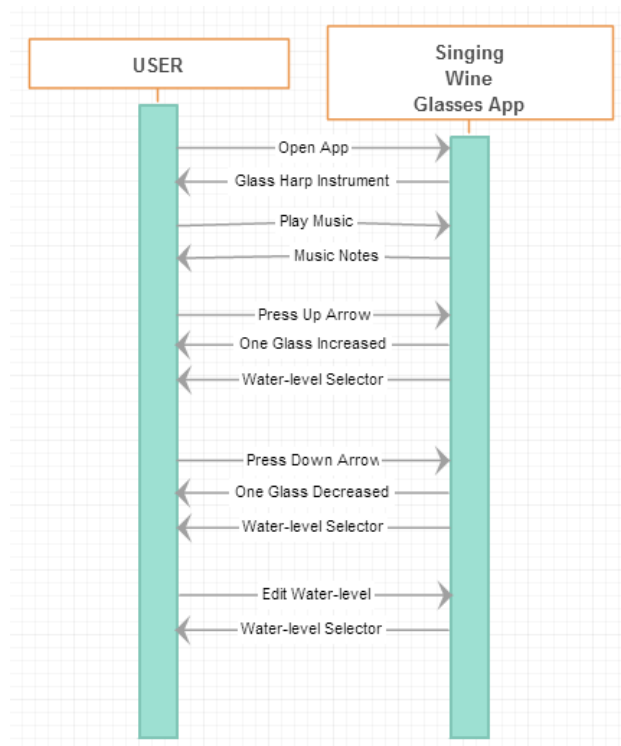 USER
Singing
Wine
Glasses App
Open App
Glass Harp Instrument
Play Music
Music Notes
Press Up Arrow
One Glass Increased
Water-level Selector
Press Down Arrow
One Glass Decreased
Water-level Selector
Edit Water-level
Water-level Selector